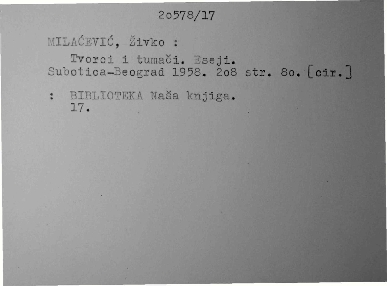 2o578/17
MILAĆEVIĆ, Živko :
Tvorci i tumači. Eseji.
Subotica-Beograd 1958. 2o8 str. 8o. [cir.]
: BIBLIOTEKA Naša knjiga.
17.